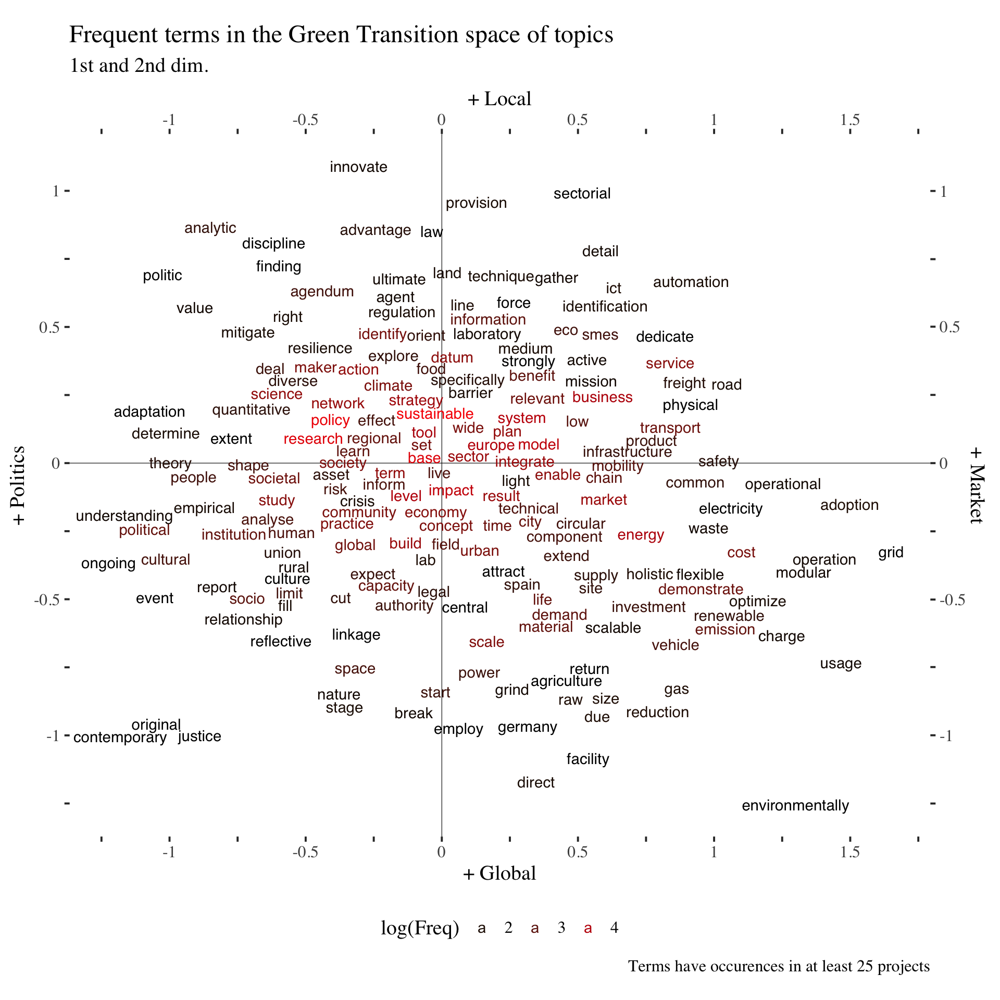 Frequent terms in the Green Transition space of topics
1st and 2nd dim.
+ Local
-1 -0.5 0 0.5 1 1.5
innovate
1 sectorial 1
provision
analytic advantage law
discipline
detail
finding
politic ultimate land technique gather automation
agendum agent ict
value line force identification
right regulation information
0.5 mitigate identify orient laboratory eco smes dedicate 0.5
resilience explore medium
datum strongly active service
deal maker action food
diverse specifically benefit mission freight road
science climate barrier
network strategy relevant business physical
adaptation quantitative sustainable
policy effect system low
determine extent tool wide plan transport
research regional set europe model product
learn base sector infrastructure
+ Politics 0 theory shape society integrate mobility safety 0 + Market
people societal asset term live light enable chain common operational
risk inform impact
study crisis level result market
understanding empirical community economy technical electricity adoption
analyse practice concept time city circular
political institution human component energy waste
global build field urban
union extend cost grid
ongoing cultural rural lab operation
culture expect attract supply holistic flexible modular
report limit capacity legal spain site demonstrate
-0.5 event socio cut life -0.5
fill authority central investment optimize
relationship demand renewable
reflective linkage material scalable emission charge
scale vehicle
space power return usage
agriculture
nature start grind gas
stage raw size
break due reduction
original employ germany
-1 contemporary justice -1
facility
direct
environmentally
-1 -0.5 0 0.5 1 1.5
+ Global
log(Freq) a 2 a 3 a 4
Terms have occurences in at least 25 projects